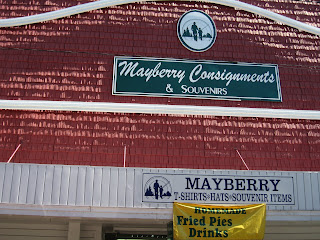 Mayberry Consignments
& SOUVENIRS
MAYBERRY
T-SHIRTS•HATS•SOUVENIR ITEMS
HOMEMADE
Fried Pies
Drinks